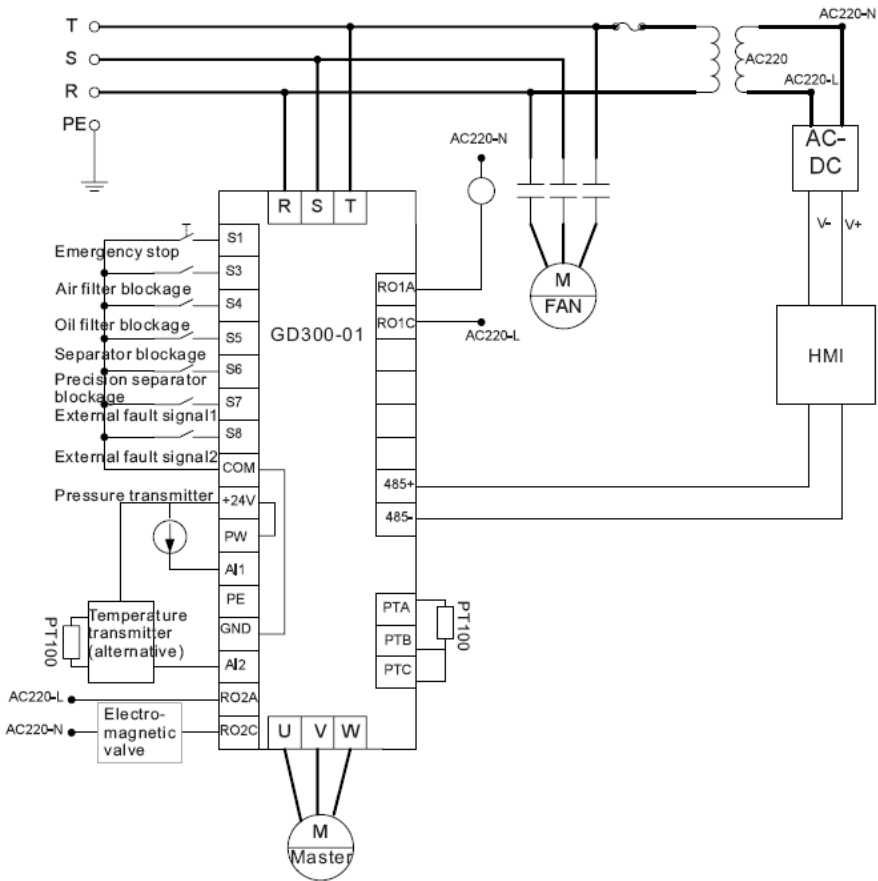 T
S
R
PE
AC220
AC220-N
AC220-L
AC-
DC
V-
V+
HMI
AC220-N
M
FAN
AC220-L
R S T
GD300-01
S1
S3
S4
S5
S6
S7
S8
COM
+24V
PW
AI1
PE
GND
AI2
RO2A
RO2C
RO1A
RO1C
485+
485-
PTA
PTB
PTC
PT100
Emergency stop
Air filter blockage
Oil filter blockage
Separator blockage
Precision separator
blockage
External fault signal1
External fault signal2
Pressure transmitter
Temperature
transmitter
(alternative)
PT100
AC220-L
AC220-N
Electro-
magnetic
valve
U V W
M
Master